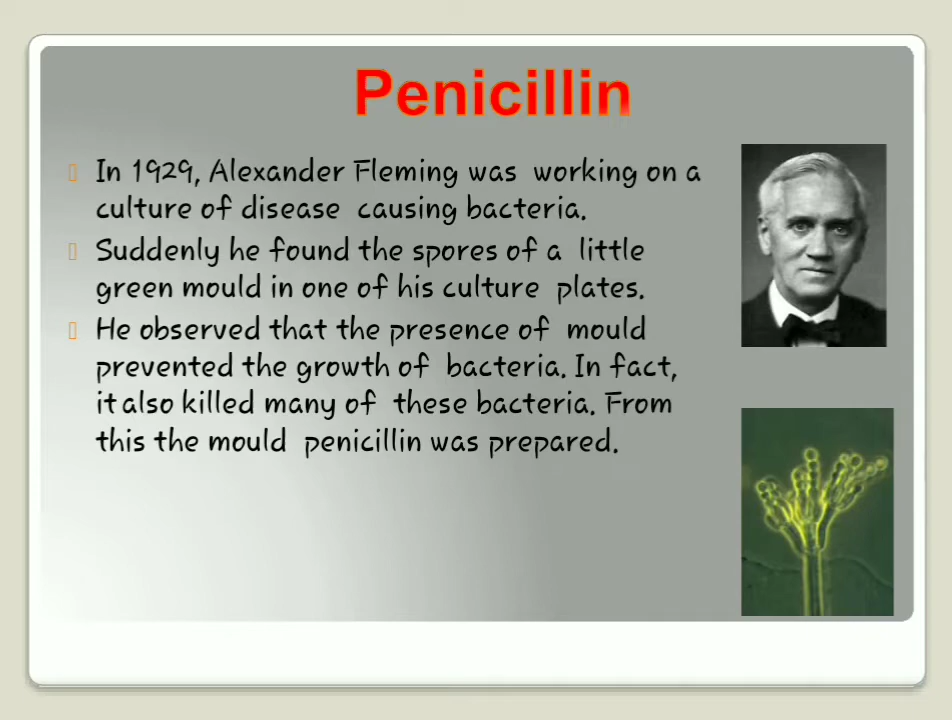 Penicillin
In 1929, Alexander Fleming was working on a
culture of disease causing bacteria.
Suddenly he found the spores of a little
green mould in one of his culture plates.
He observed that the presence of mould
prevented the growth of bacteria. In fact,
it also killed many of these bacteria. From
this the mould penicillin was prepared.